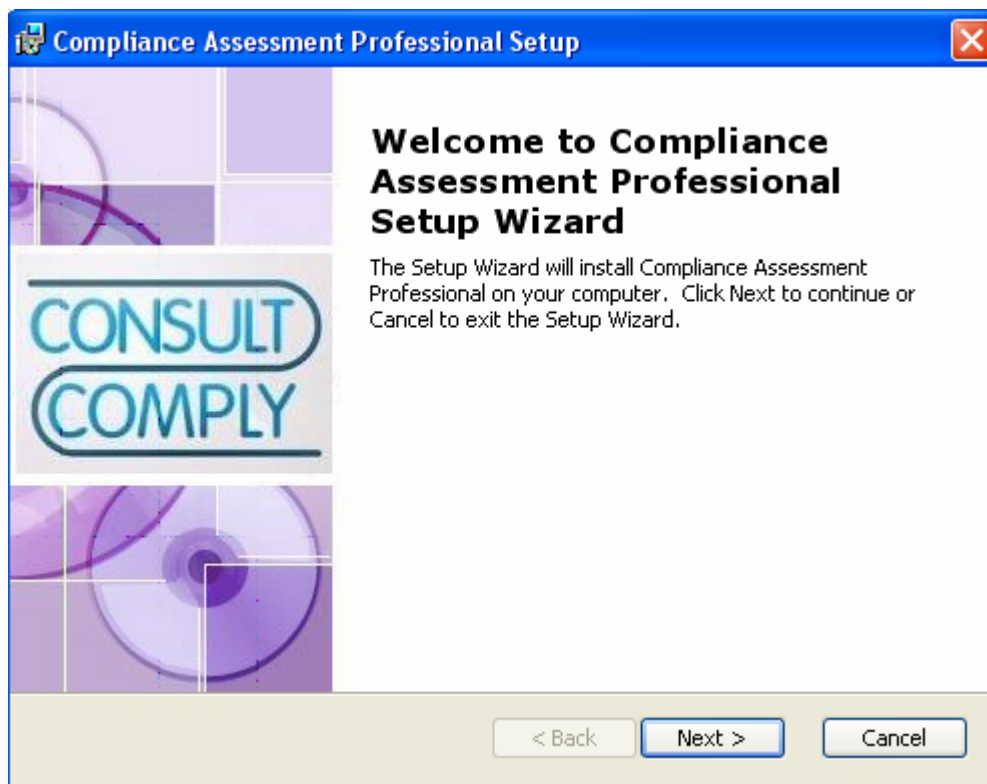 Compliance Assessment Professional Setup
Welcome to Compliance
Assessment Professional
Setup Wizard
The Setup Wizard will install Compliance Assessment
Professional on your computer.  Click Next to continue or
Cancel to exit the Setup Wizard.
CONSULT
COMPLY
< Back
Next >
Cancel